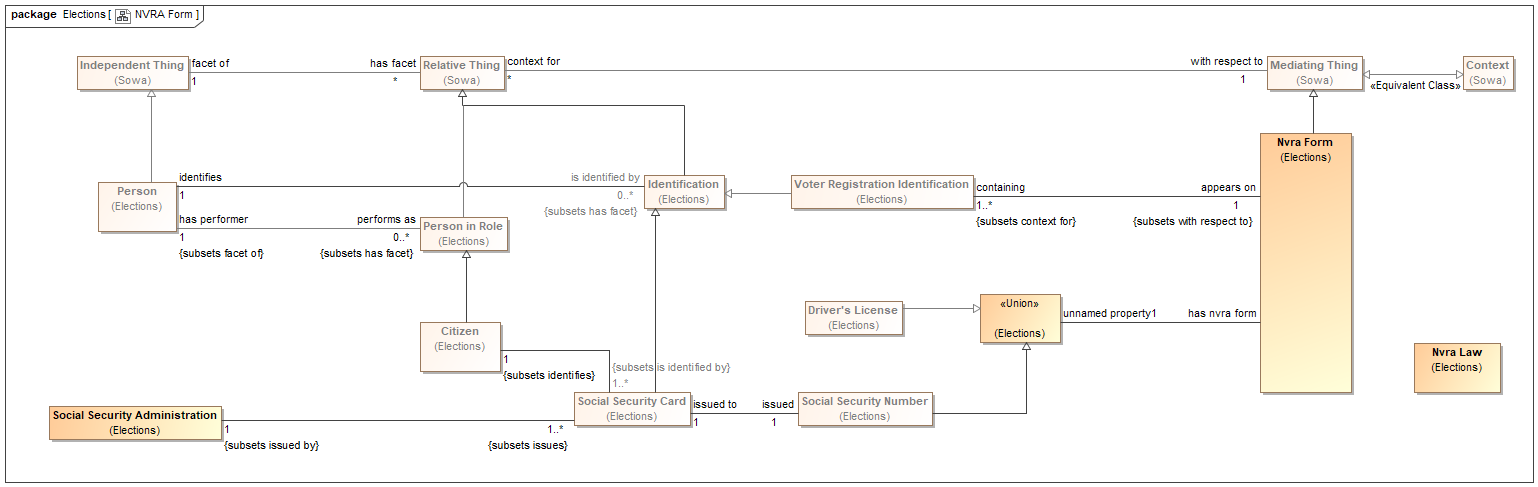 package Elections [ NVRA Form ]
Independent Thing
(Sowa)
facet of
1
has facet
*
Relative Thing
(Sowa)
context for
*
with respect to
1
Mediating Thing
(Sowa)
«Equivalent Class»
Context
(Sowa)
Nvra Form
(Elections)
Person
(Elections)
identifies
1
is identified by
0..*
{subsets has facet}
Identification
(Elections)
Voter Registration Identification
(Elections)
containing
1..*
{subsets context for}
appears on
1
{subsets with respect to}
has performer
1
{subsets facet of}
performs as
0..*
{subsets has facet}
Person in Role
(Elections)
Driver's License
(Elections)
«Union»
(Elections)
unnamed property1
has nvra form
Citizen
(Elections)
1
{subsets identifies}
{subsets is identified by}
1..*
Nvra Law
(Elections)
Social Security Administration
(Elections)
1
{subsets issued by}
1..*
{subsets issues}
Social Security Card
(Elections)
issued to
1
issued
1
Social Security Number
(Elections)